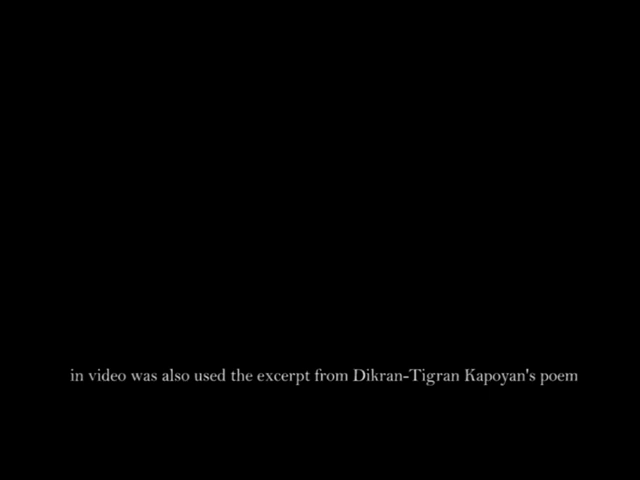 in video was also used the excerpt from Dikran-Tigran Kapoyan's poem